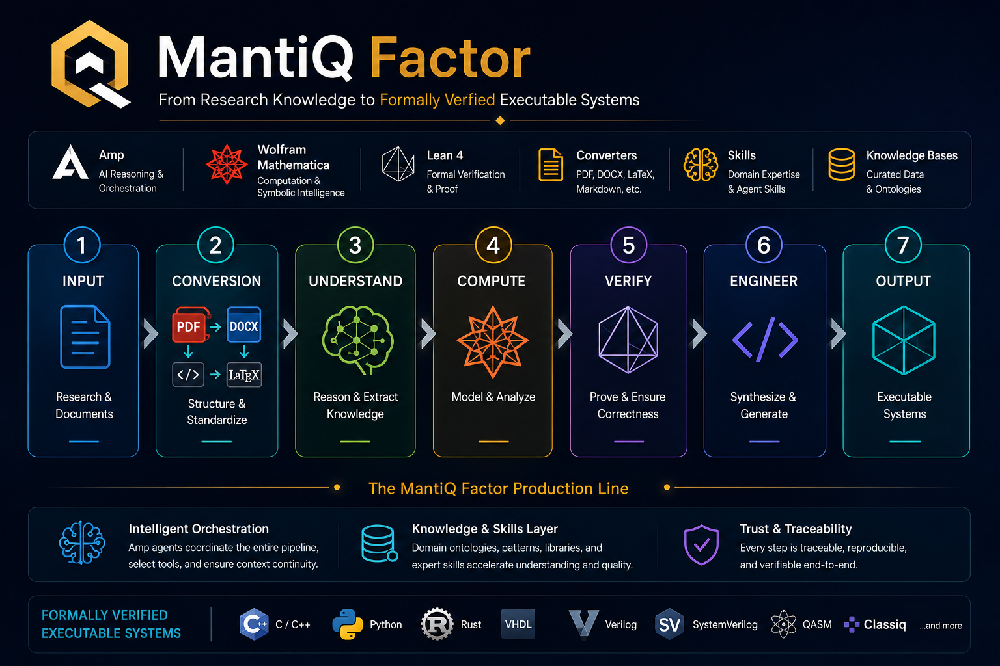 MantiQ Factor
From Research Knowledge to Formally Verfied Executable Systems
Amp
AI Reasoning &
Orchestration
Wolfram
Mathematica
Computation &
Symbolic Intelligence
Lean 4
Formal Verification
& Proof
Converters
PDF, DOCX, LaTeX,
Markdown, etc.
Skills
Domain Expertise
& Agent Skills
Knowledge Bases
Curated Data
& Ontologies
1
INPUT
Research &
Documents
2
CONVERSION
PDF
DOCX
</>
LaTeX
Structure &
Standardize
3
UNDERSTAND
Reason & Extract
Knowledge
4
COMPUTE
Model & Analyze
5
VERIFY
Prove & Ensure
Correctness
6
ENGINEER
</>
Synthesize &
Generate
7
OUTPUT
Executable
Systems
The MantiQ Factor Production Line
Intelligent Orchestration
Amp agents coordinate the entire pipeline,
select tools, and ensure context continuity.
Knowledge & Skills Layer
Domain ontologies, patterns, libraries, and
expert skills accelerate understanding and quality.
Trust & Traceability
Every step is traceable, reproducible,
and verifiable end-to-end.
FORMALLY VERIFIED
EXECUTABLE SYSTEMS
C++
C / C++
Python
R
Rust
VHDL
V
Verilog
SV
SystemVerilog
QASM
Classiq
...and more